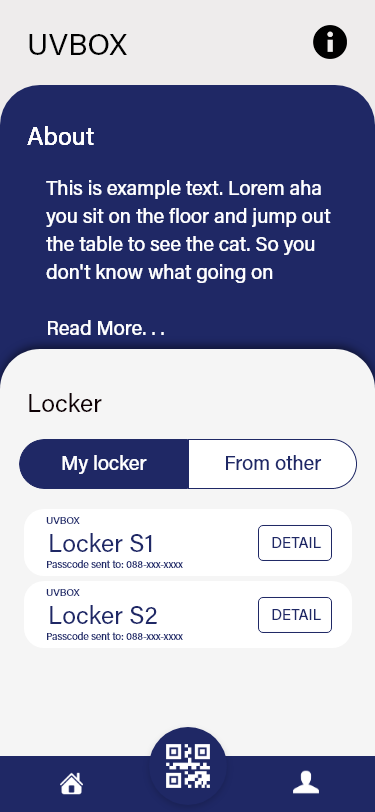 UVBOX
About
This is example text. Lorem aha
you sit on the floor and jump out
the table to see the cat. So you
don't know what going on
Read More. . .
Locker
My locker
From other
UVBOX
Locker S1
Passcode sent to: 088-xxx-xxxx
DETAIL
UVBOX
Locker S2
Passcode sent to: 088-xxx-xxxx
DETAIL